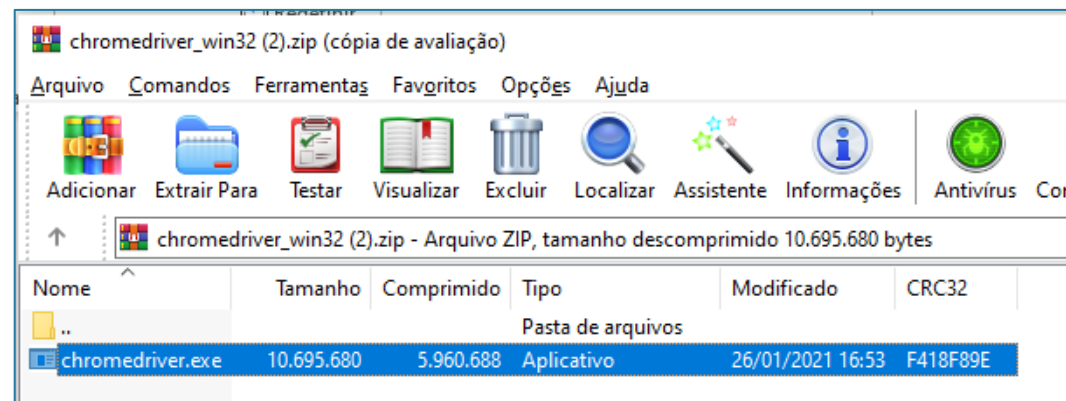 Redefinir
chromedriver_win32 (2).zip (cópia de avaliação)
Arquivo Comandos Ferramentas Favoritos Opções Ajuda
Adicionar Extrair Para Testar Visualizar Excluir Localizar Assistente Informações Antivírus
chromedriver_win32 (2).zip - Arquivo ZIP, tamanho descomprimido 10.695.680 bytes
Nome Tamanho Comprimido Tipo Modificado CRC32
.. Pasta de arquivos
chromedriver.exe 10.695.680 5.960.688 Aplicativo 26/01/2021 16:53 F418F89E